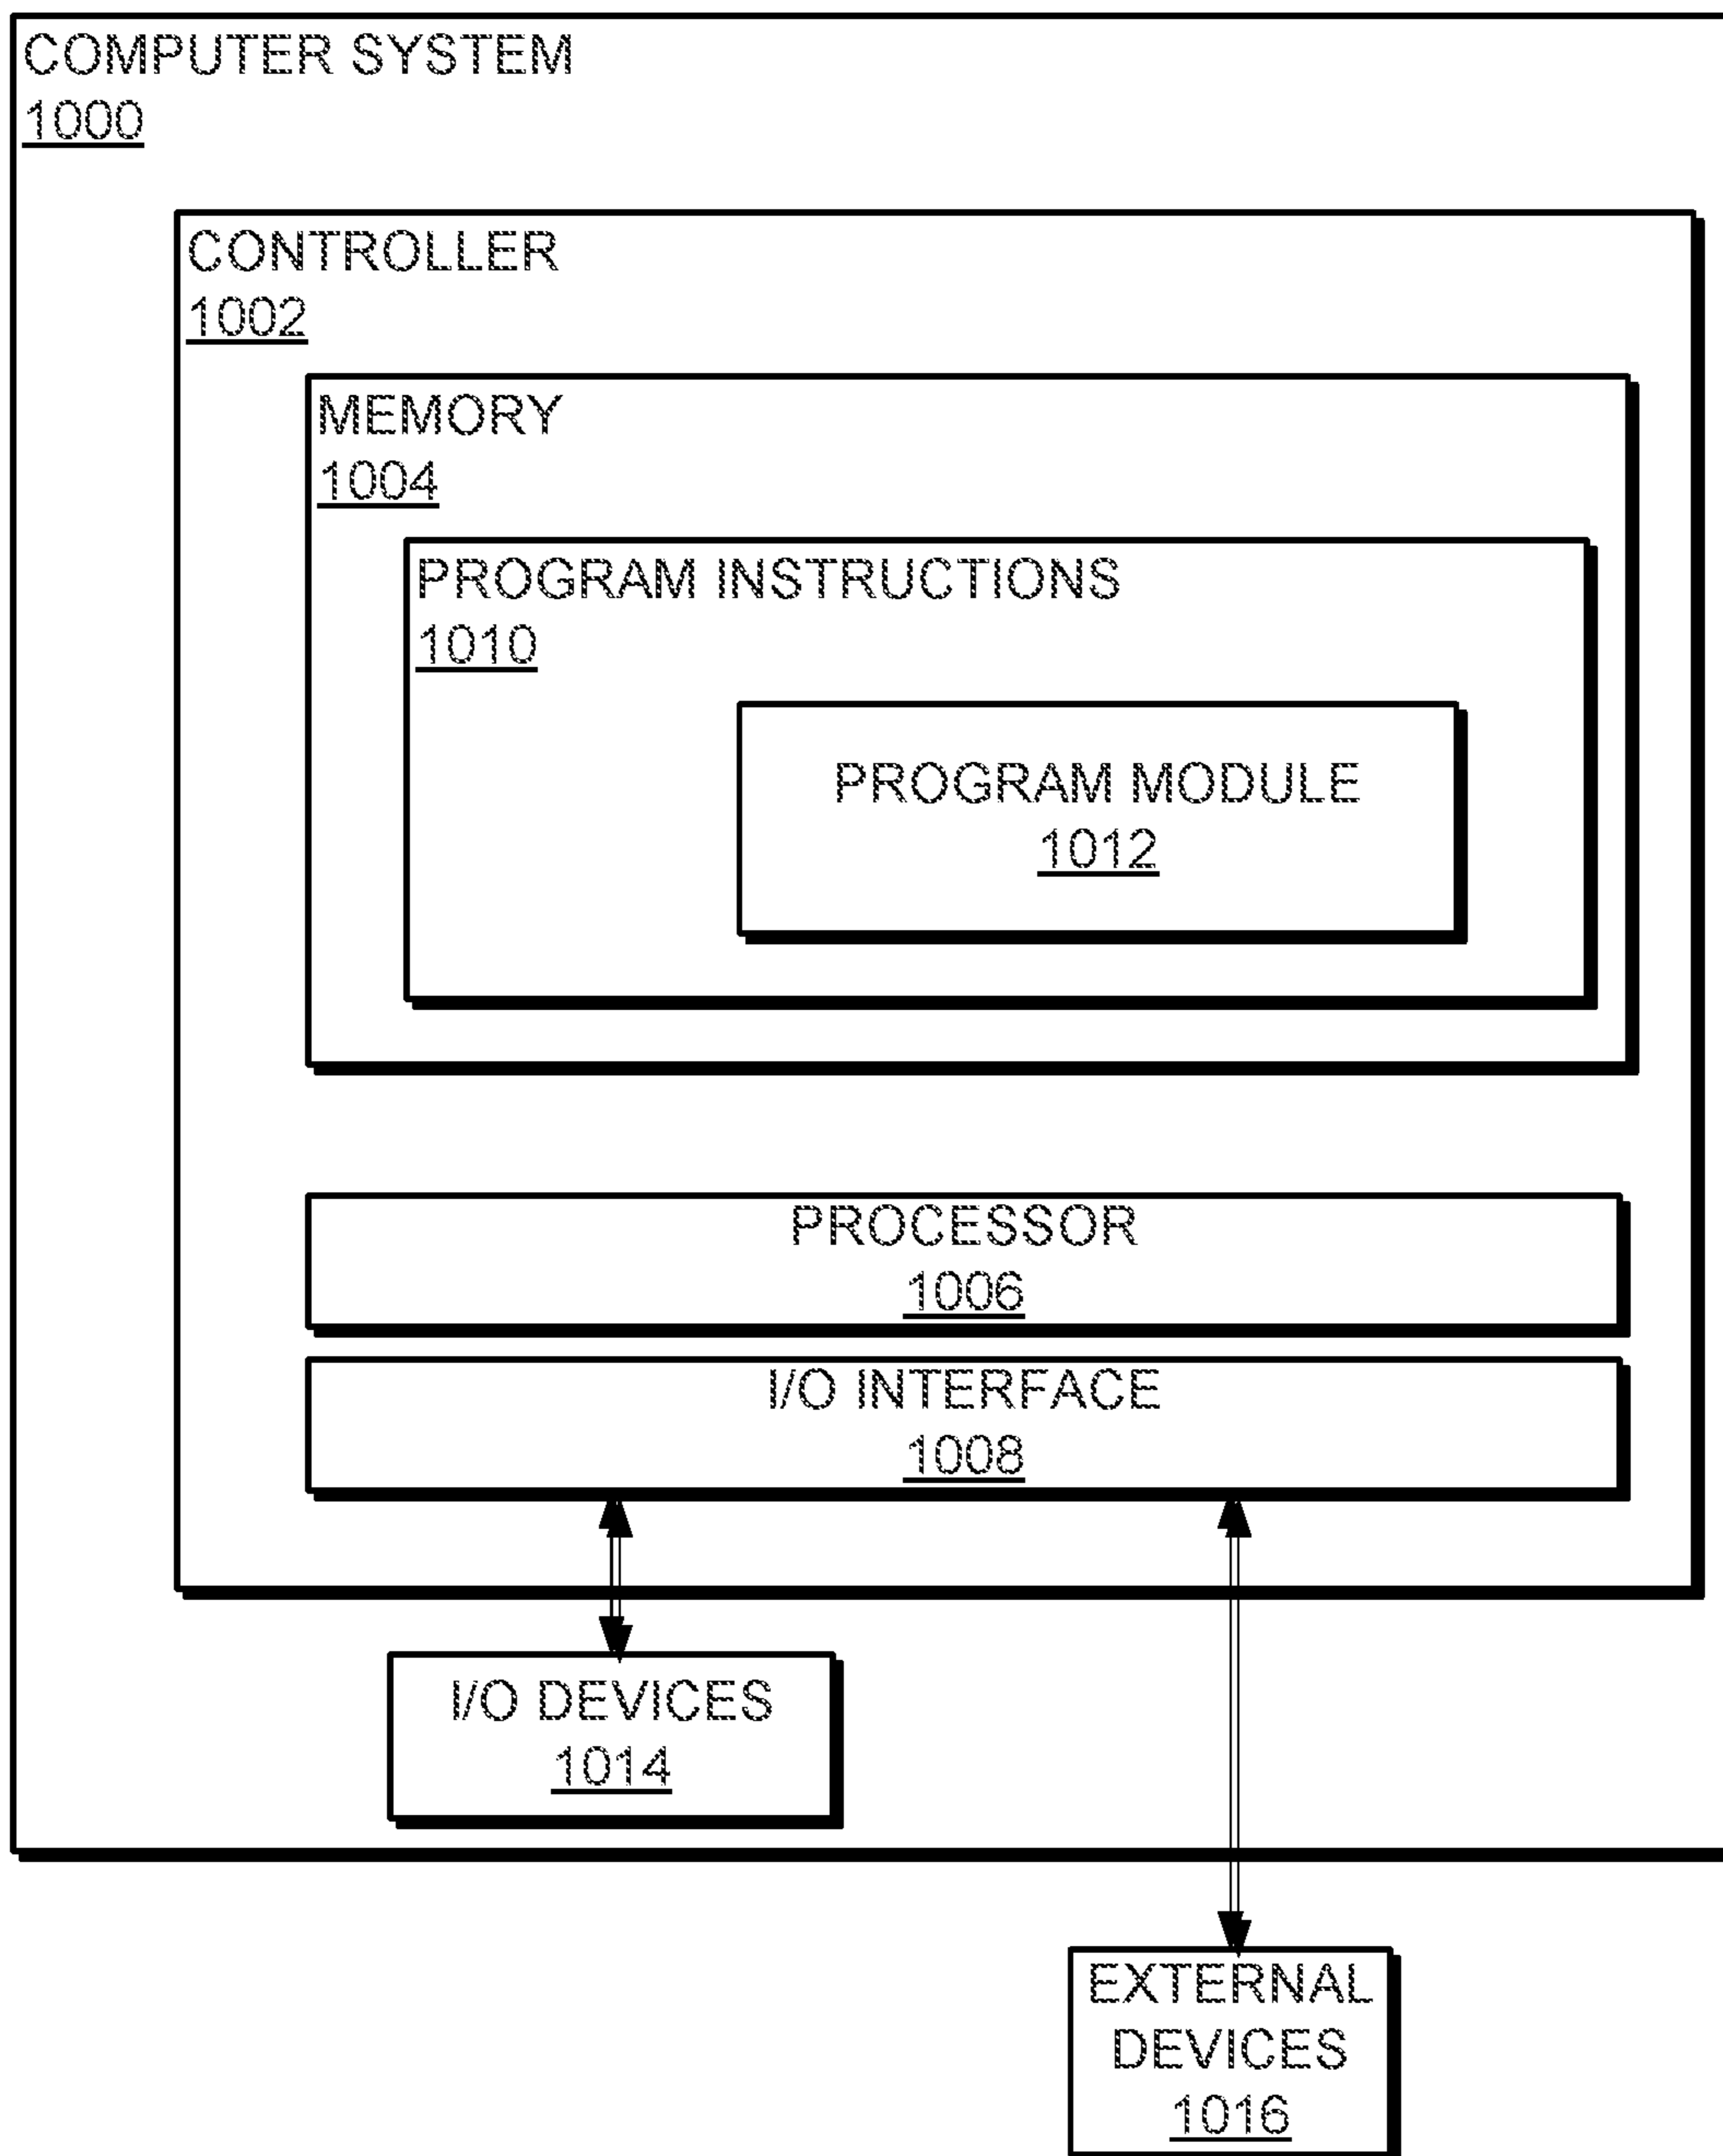 COMPUTER SYSTEM
1000
CONTROLLER
1002
MEMORY
1004
PROGRAM INSTRUCTIONS
1010
PROGRAM MODULE
1012
PROCESSOR
1006
I/O INTERFACE
1008
I/O DEVICES
1014
EXTERNAL
DEVICES
1016